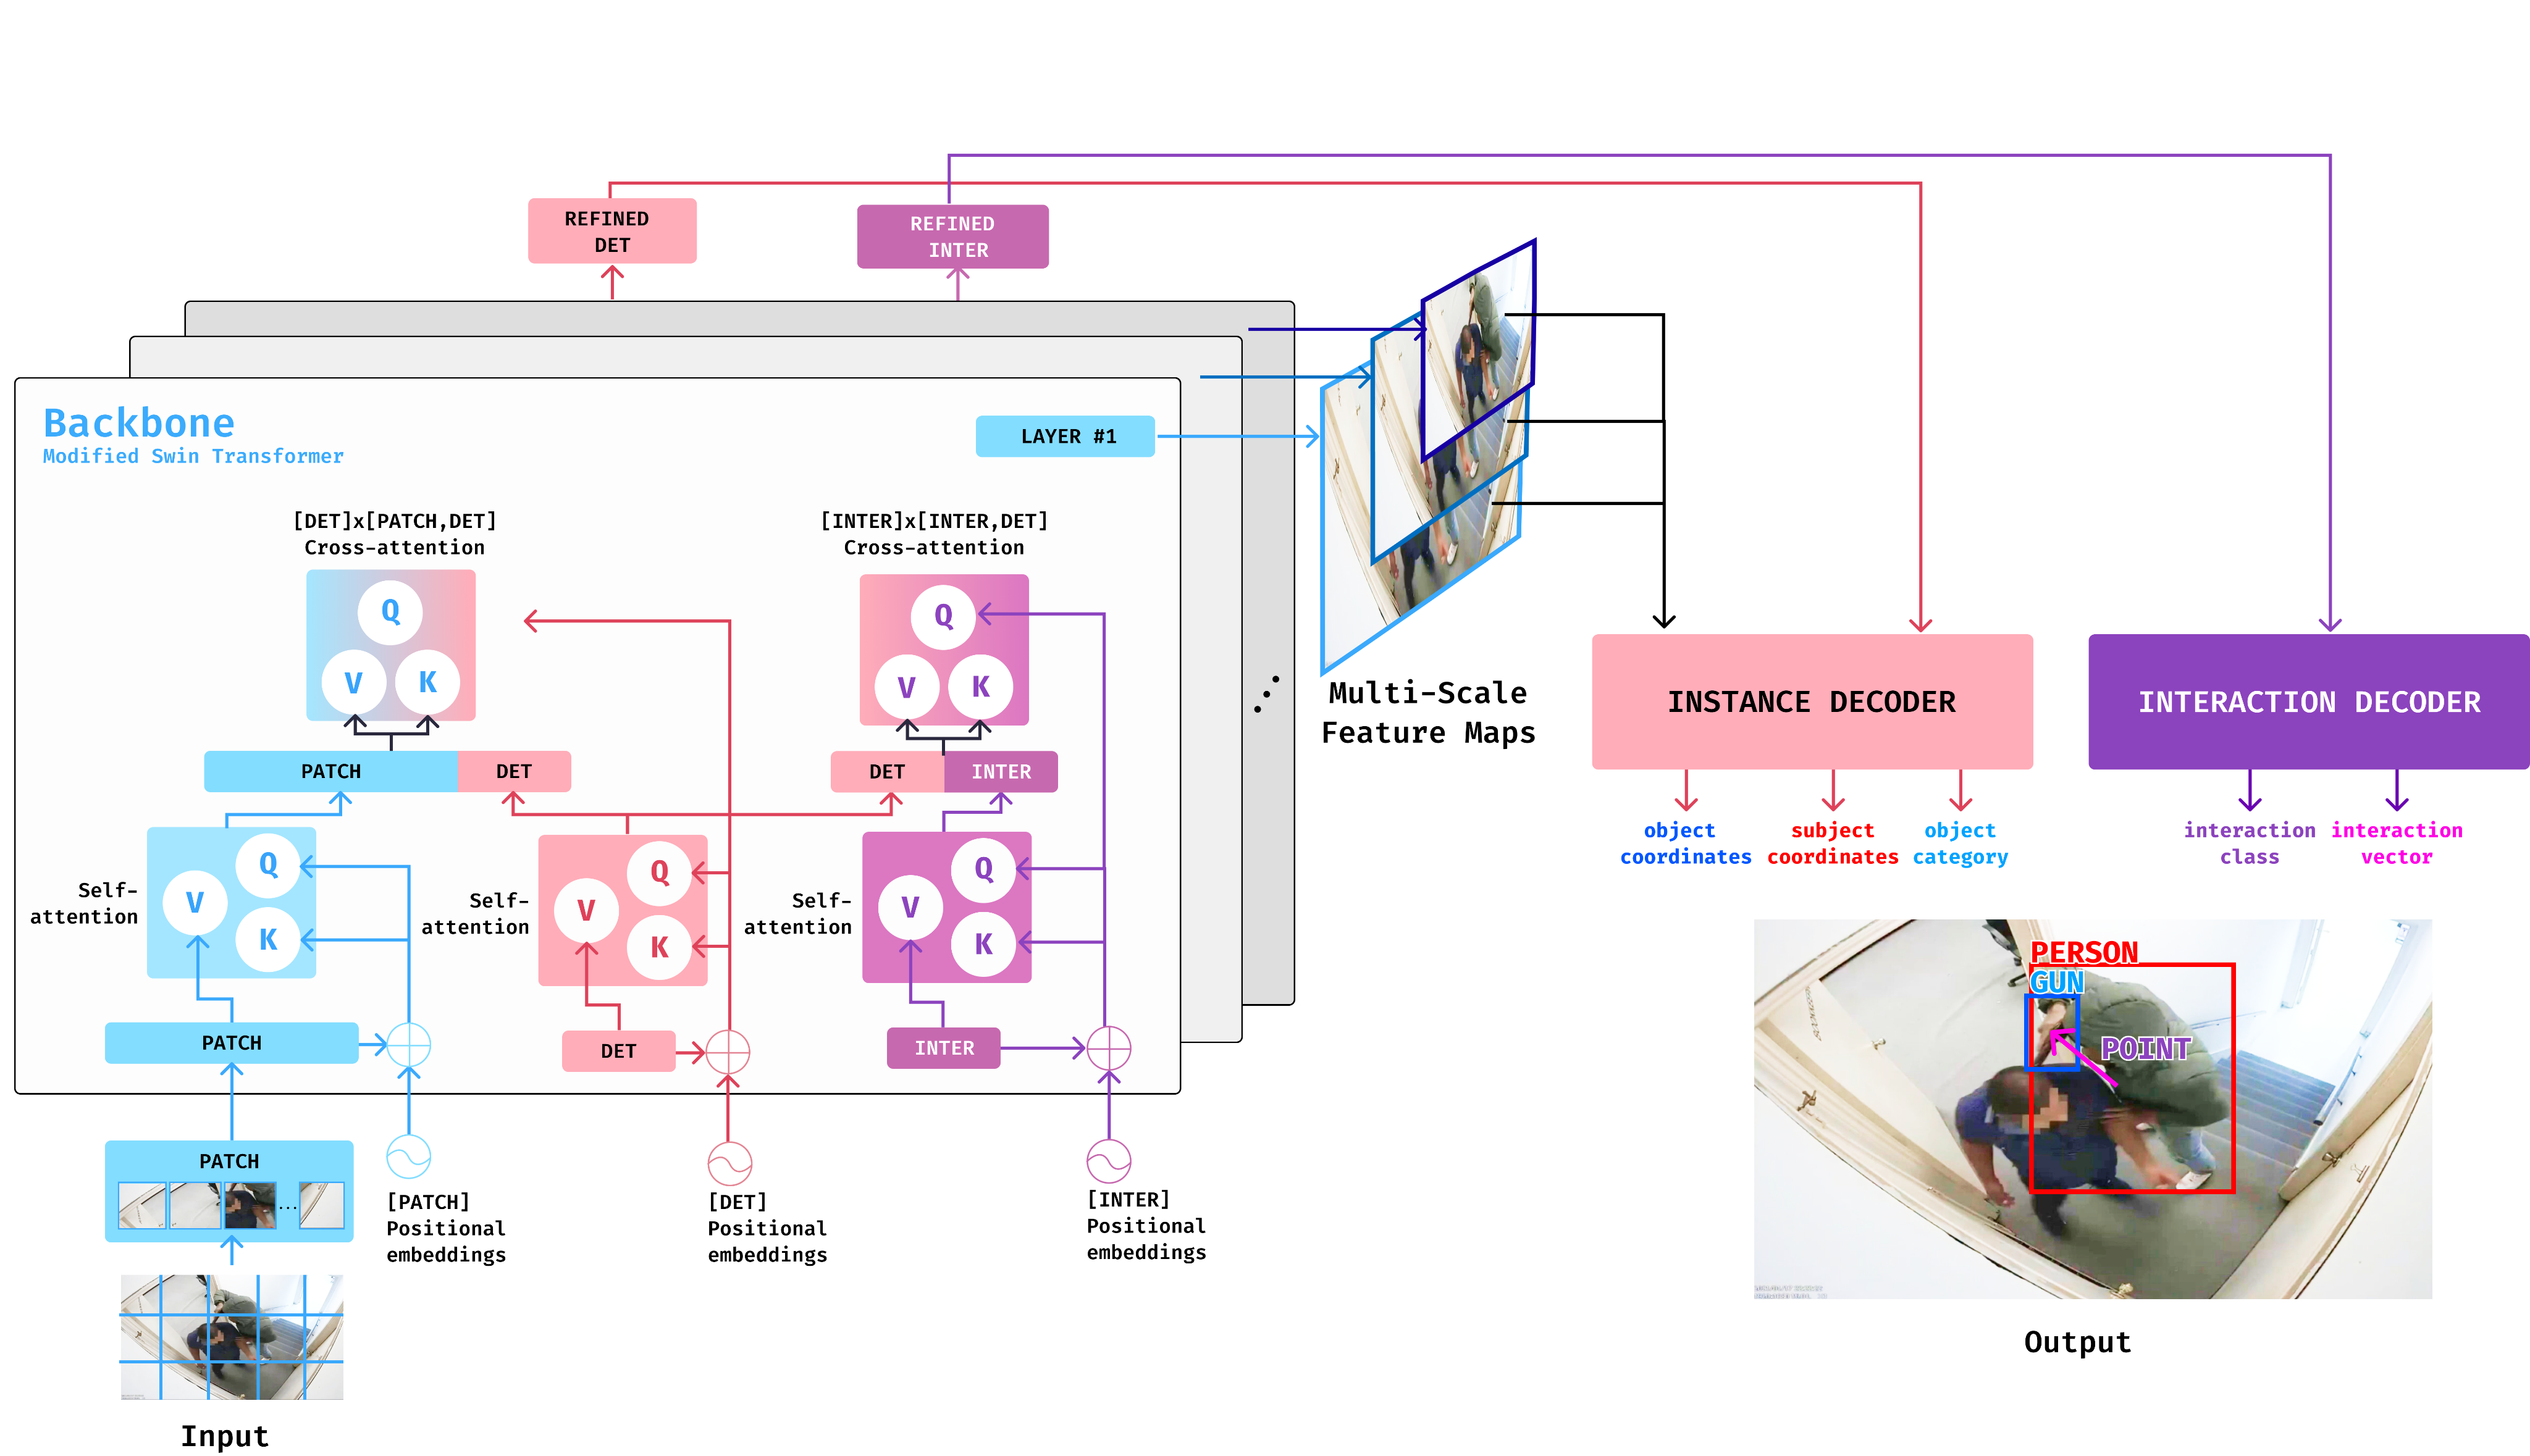 REFINED
DET
REFINED
INTER
Backbone
Modified Swin Transformer
LAYER #1
[DET]x[PATCH,DET]
Cross-attention
[INTER]x[INTER,DET]
Cross-attention
Q
V
K
Q
V
K
PATCH
DET
DET
INTER
Self-
attention
Q
V
K
Self-
attention
Q
V
K
Self-
attention
Q
V
K
PATCH
DET
INTER
PATCH
...
[PATCH]
Positional
embeddings
[DET]
Positional
embeddings
[INTER]
Positional
embeddings
Input
Multi-Scale
Feature Maps
INSTANCE DECODER
INTERACTION DECODER
object
coordinates
subject
coordinates
object
category
interaction
class
interaction
vector
PERSON
GUN
POINT
Output